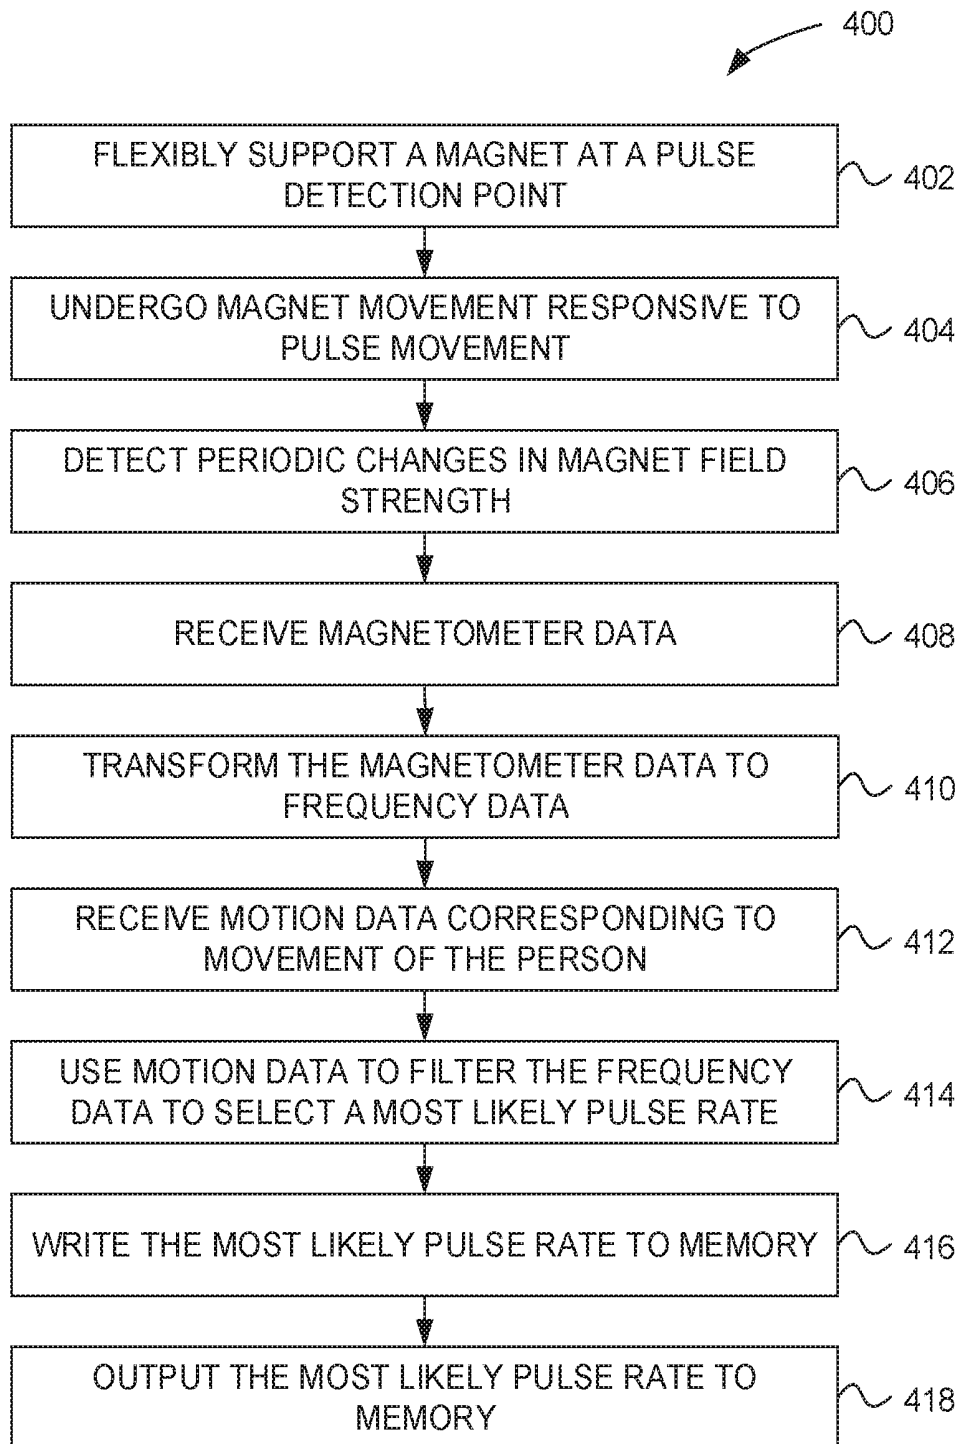 400
FLEXIBLY SUPPORT A MAGNET AT A PULSE
DETECTION POINT
402
UNDERGO MAGNET MOVEMENT RESPONSIVE TO
PULSE MOVEMENT
404
DETECT PERIODIC CHANGES IN MAGNET FIELD
STRENGTH
406
RECEIVE MAGNETOMETER DATA
408
TRANSFORM THE MAGNETOMETER DATA TO
FREQUENCY DATA
410
RECEIVE MOTION DATA CORRESPONDING TO
MOVEMENT OF THE PERSON
412
USE MOTION DATA TO FILTER THE FREQUENCY
DATA TO SELECT A MOST LIKELY PULSE RATE
414
WRITE THE MOST LIKELY PULSE RATE TO MEMORY
416
OUTPUT THE MOST LIKELY PULSE RATE TO
MEMORY
418